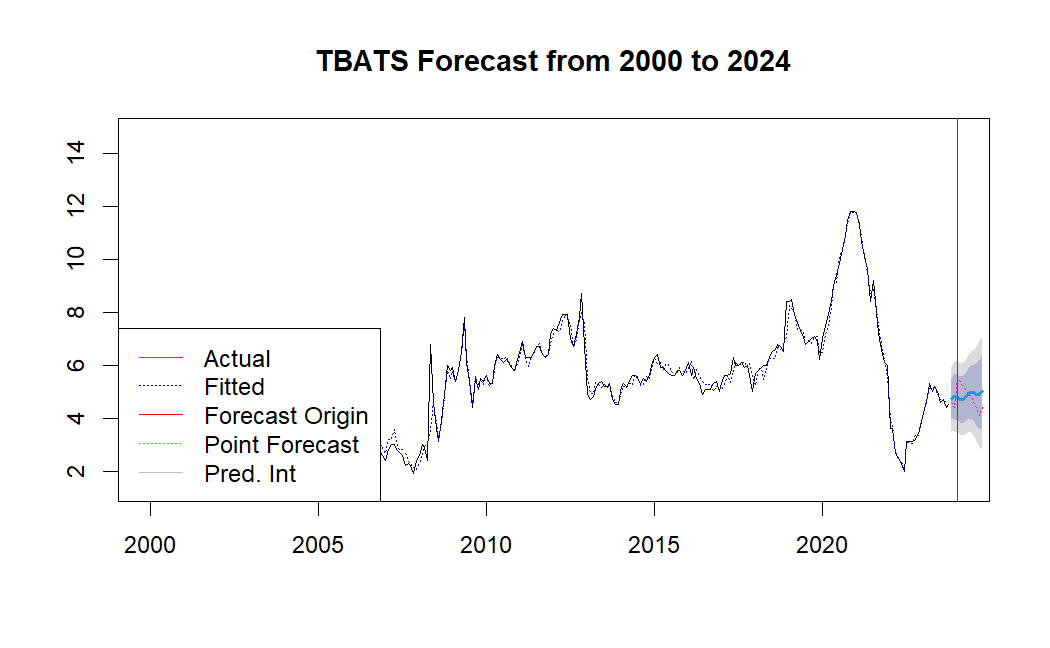 TBATS Forecast from 2000 to 2024
14
12
10
8
6
4
2
Actual
Fitted
Forecast Origin
Point Forecast
Pred. Int
2000 2005 2010 2015 2020